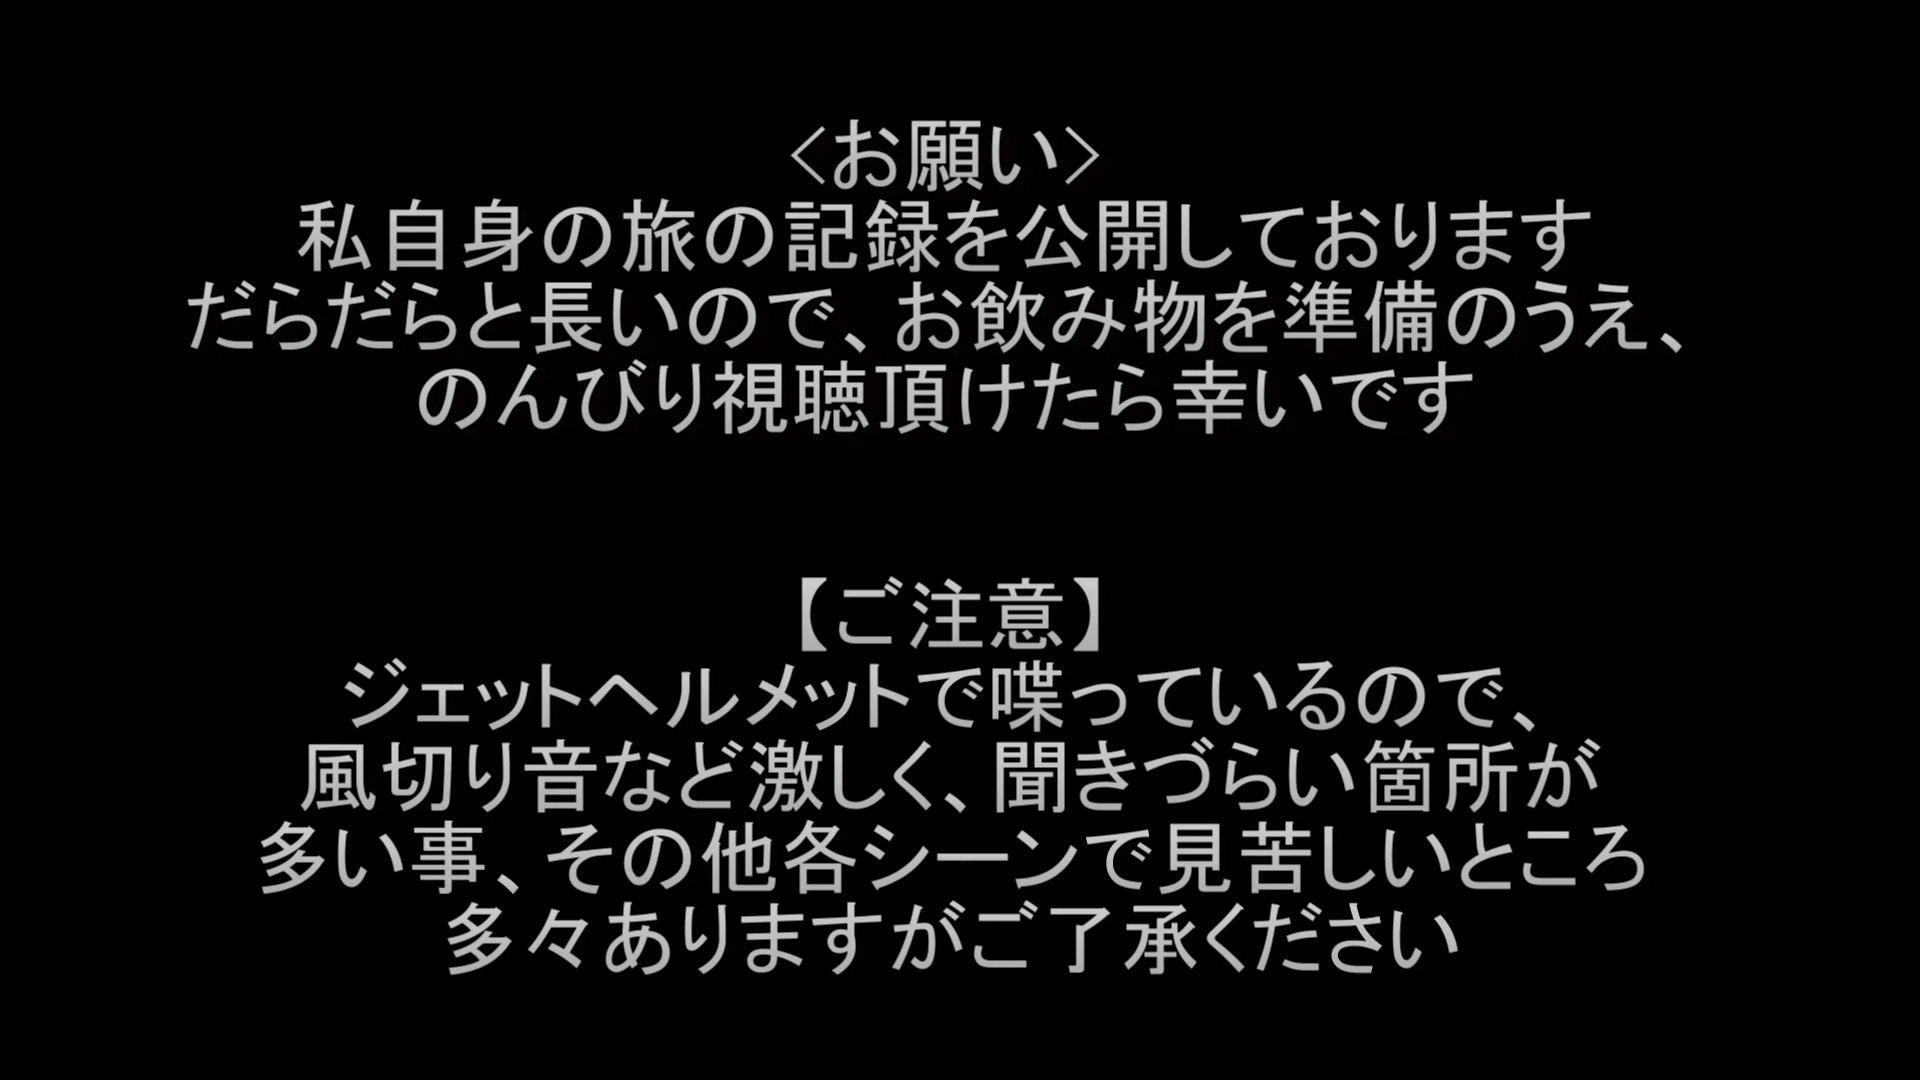 <お願い>
私自身の旅の記録を公開しております
だらだらと長いので、お飲み物を準備のうえ、
のんびり視聴頂けたら幸いです
【ご注意】
ジェットヘルメットで喋っているので、
風切り音など激しく、聞きづらい箇所が
多い事、その他各シーンで見苦しいところ
多々ありますがご了承ください